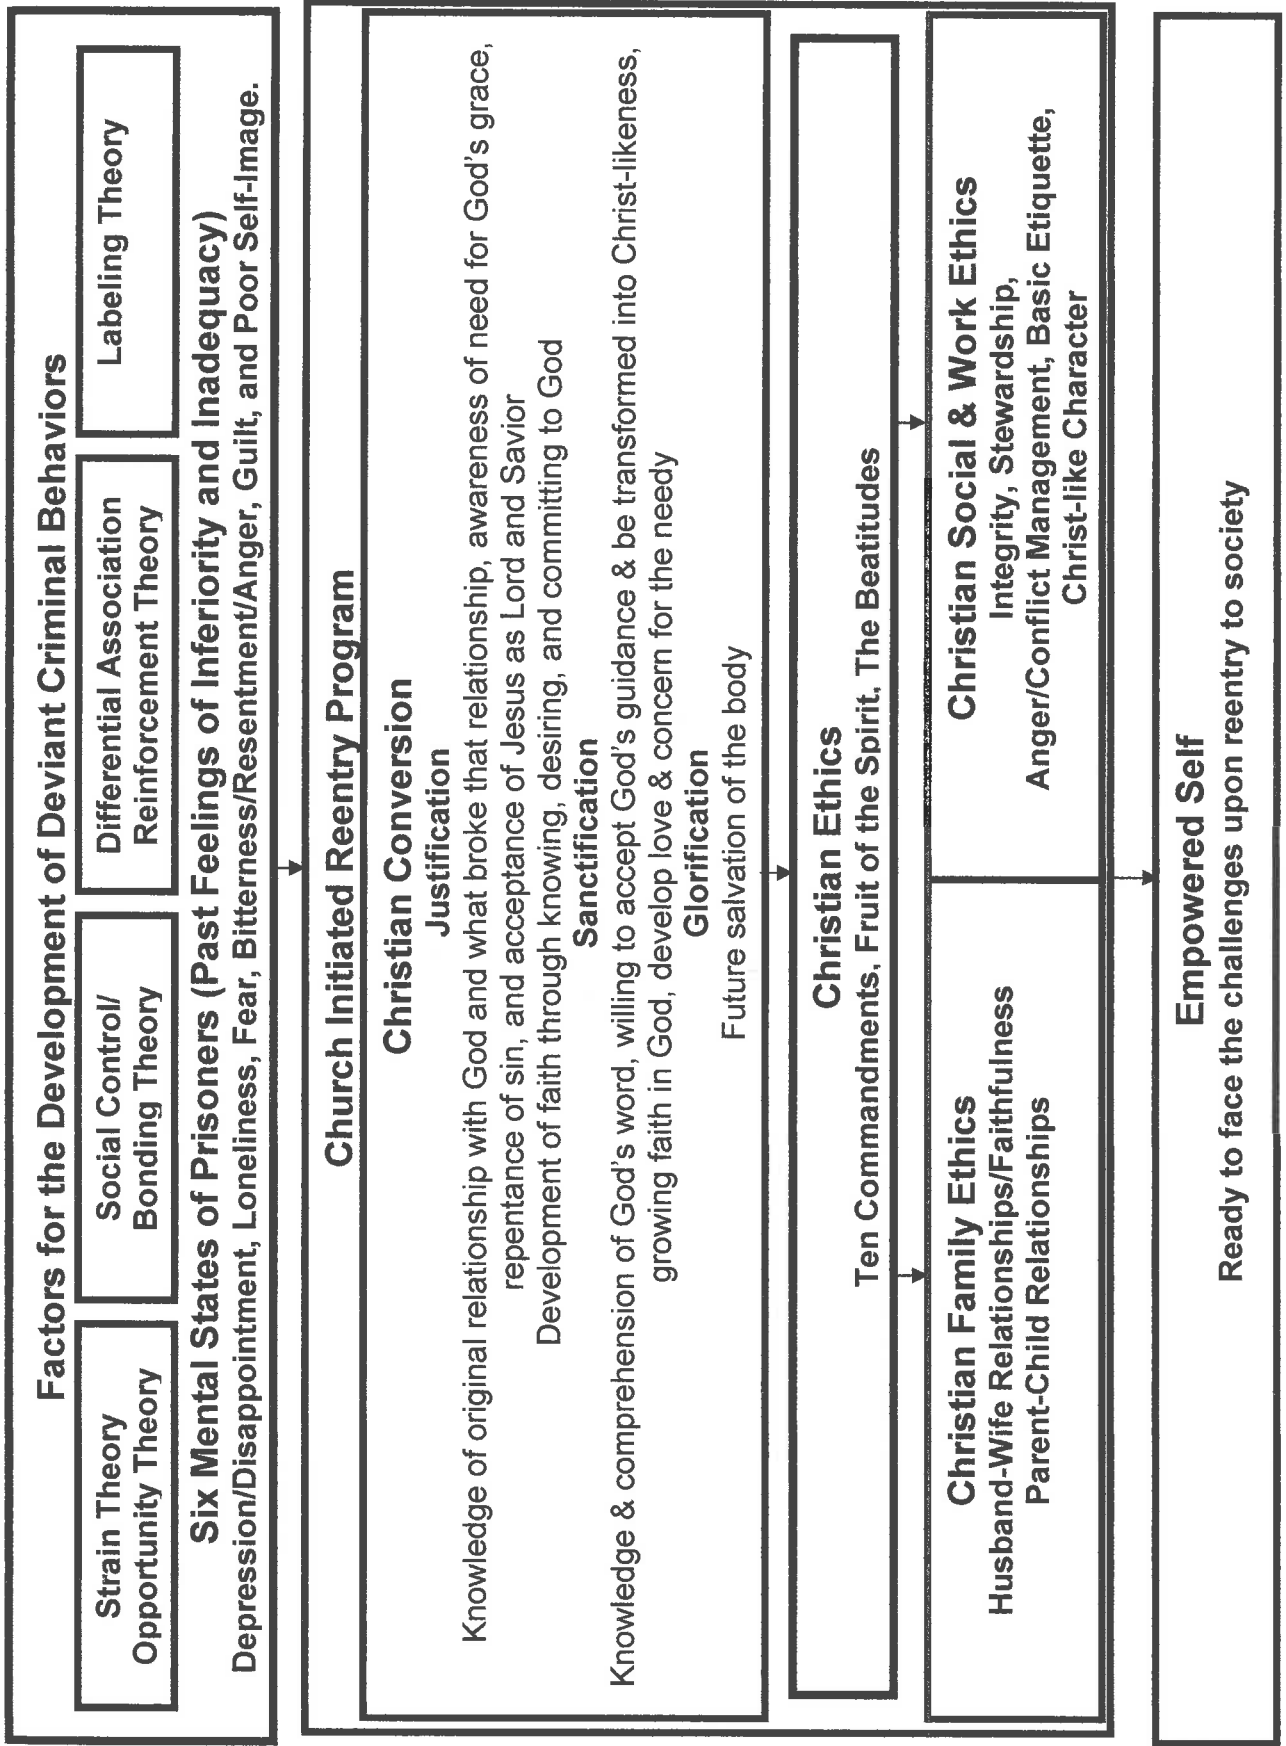 Factors for the Development of Deviant Criminal Behaviors
Strain Theory
Opportunity Theory
Social Control/
Bonding Theory
Differential Association
Reinforcement Theory
Labeling Theory
Six Mental States of Prisoners (Past Feelings of Inferiority and Inadequacy)
Depression/Disappointment, Loneliness, Fear, Bitterness/Resentment/Anger, Guilt, and Poor Self-Image.
Church Initiated Reentry Program
Christian Conversion
Justification
Knowledge of original relationship with God and what broke that relationship, awareness of need for God's grace,
repentance of sin, and acceptance of Jesus as Lord and Savior
Development of faith through knowing, desiring, and committing to God
Sanctification
Knowledge & comprehension of God's word, willing to accept God's guidance & be transformed into Christ-likeness,
growing faith in God, develop love & concern for the needy
Glorification
Future salvation of the body
Christian Ethics
Ten Commandments, Fruit of the Spirit, The Beatitudes
Christian Family Ethics
Husband-Wife Relationships/Faithfulness
Parent-Child Relationships
Christian Social & Work Ethics
Integrity, Stewardship,
Anger/Conflict Management, Basic Etiquette,
Christ-like Character
Empowered Self
Ready to face the challenges upon reentry to society